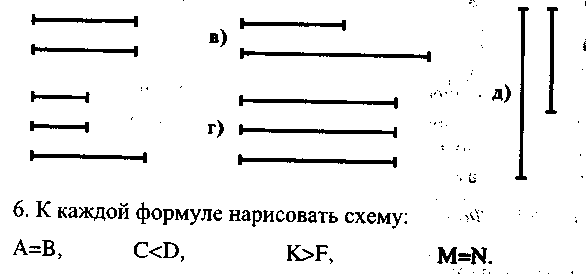 в)
д)
г)
6. К каждой формуле нарисовать схему:
A=B, C<D, K>F, M=N.